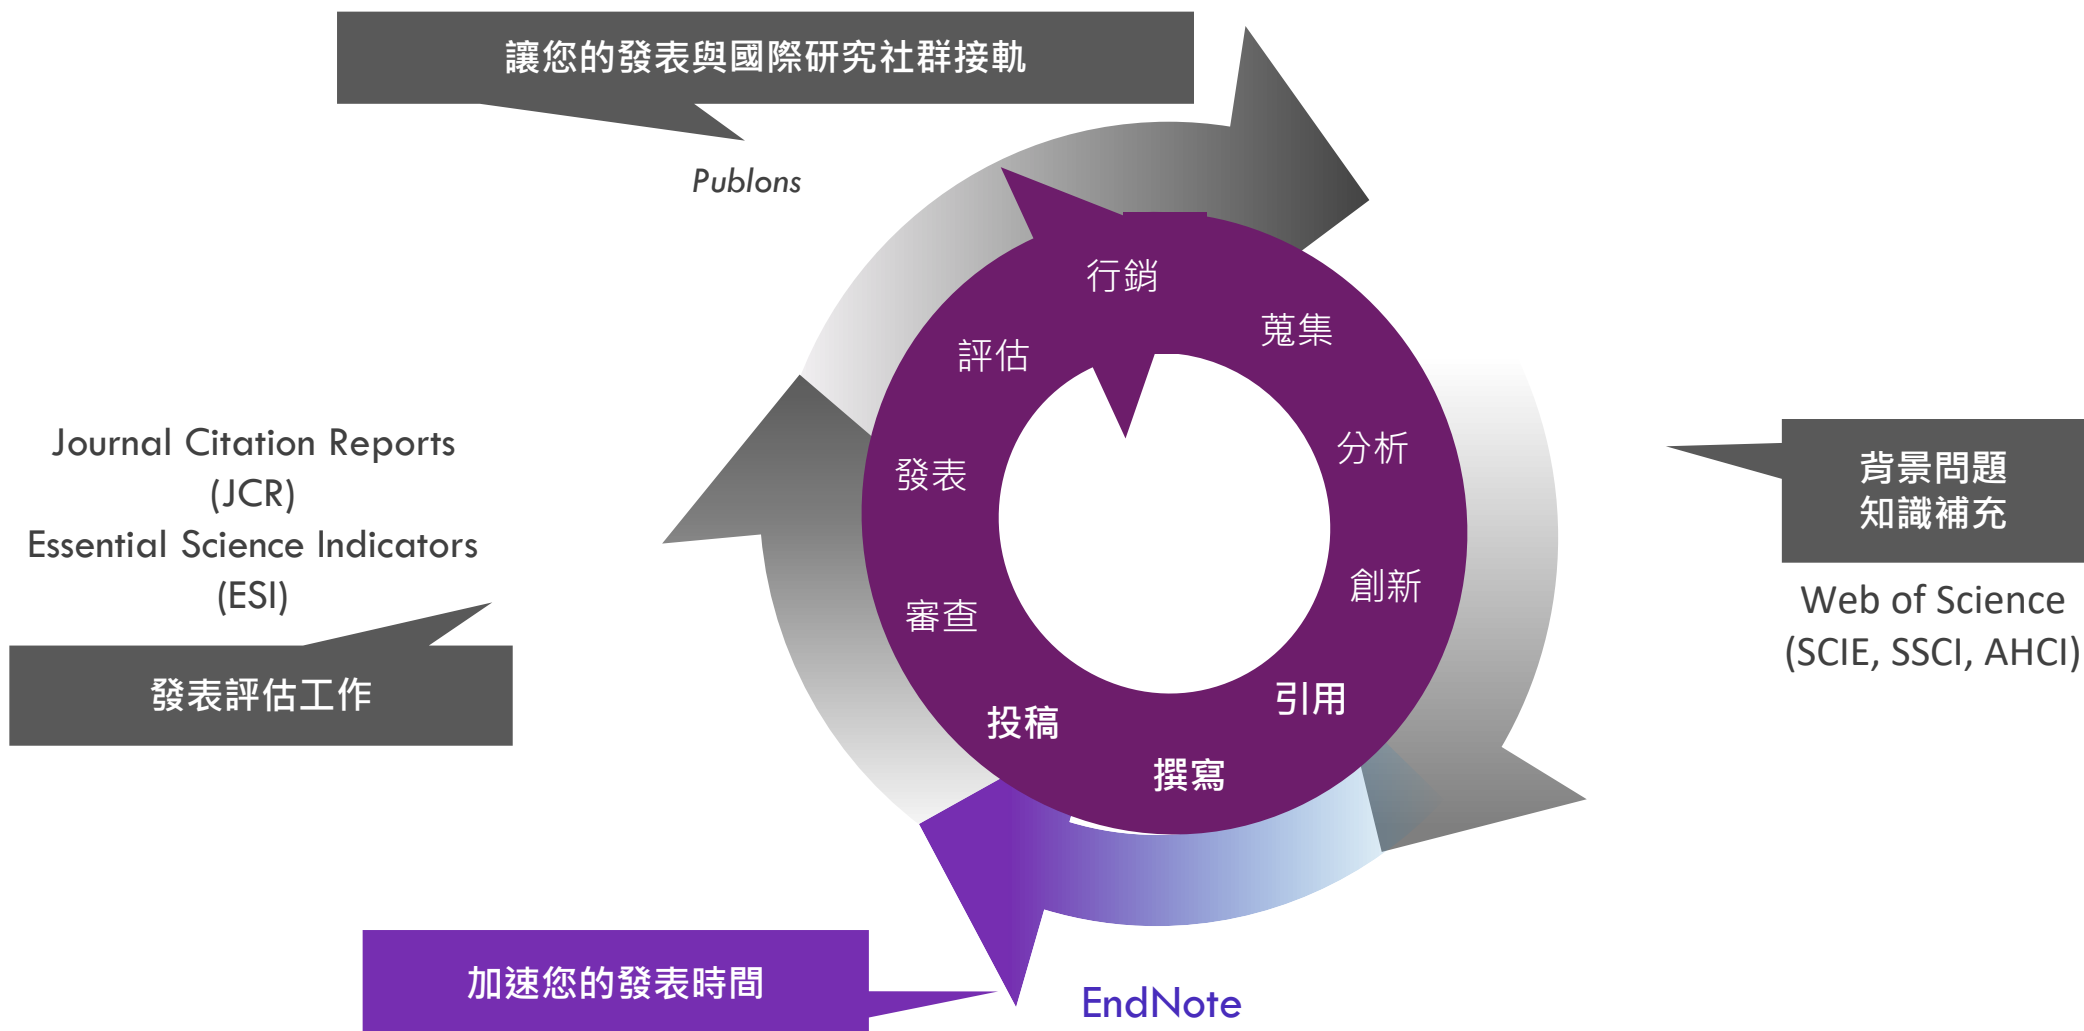 讓您的發表與國際研究社群接軌
Publons
行銷
蒐集
評估
分析
發表
創新
審查
引用
投稿
撰寫
Journal Citation Reports
(JCR)
Essential Science Indicators
(ESI)
發表評估工作
背景問題
知識補充
Web of Science
(SCIE, SSCI, AHCI)
加速您的發表時間
EndNote